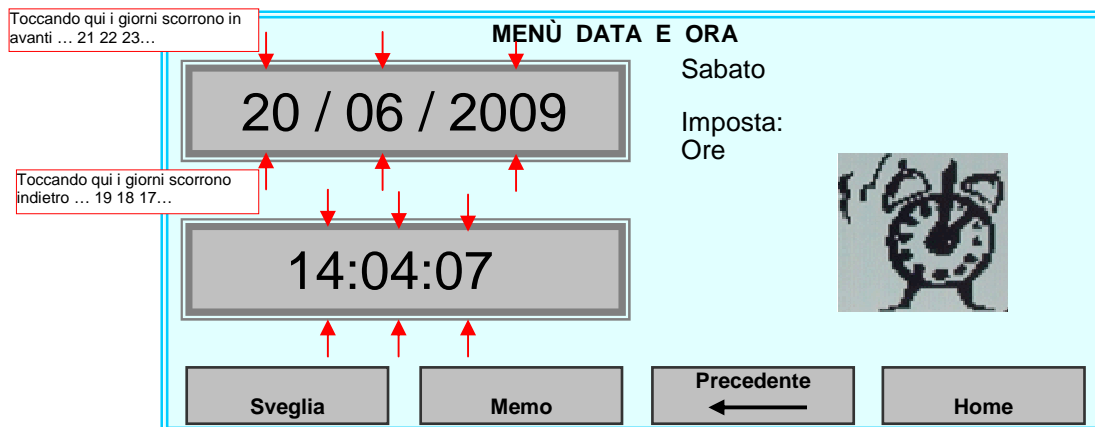 Toccando qui i giorni scorrono in
avanti … 21 22 23…
MENÙ DATA E ORA
Sabato
20 / 06 / 2009
Imposta:
Ore
Toccando qui i giorni scorrono
indietro … 19 18 17…
14:04:07
Sveglia
Memo
Precedente
Home